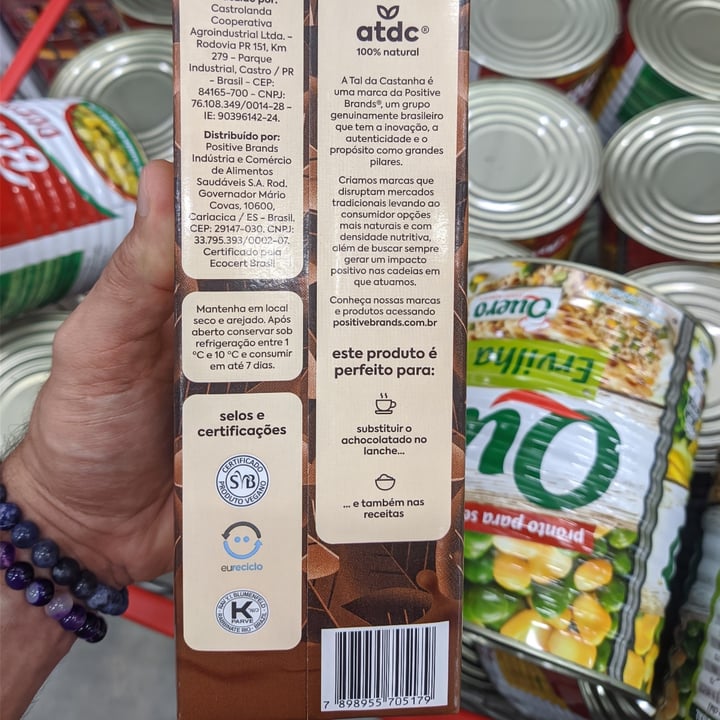 Castrolanda
Cooperativa
Agroindustrial Ltda. –
Rodovia PR 151, Km
279 - Parque
Industrial, Castro / PR
- Brasil - CEP:
84165-700 - CNPJ:
76.108.349/0014-28 –
IE: 90396142-24.
Distribuído por:
Positive Brands
Indústria e Comércio
de Alimentos
Saudáveis S.A. Rod.
Governador Mário
Covas, 10600,
Cariacica / ES - Brasil.
CEP: 29147-030. CNPJ:
33.795.393/0002-07.
Certificado pela
Ecocert Brasil
Mantenha em local
seco e arejado. Após
aberto conservar sob
refrigeração entre 1
°C e 10 °C e consumir
em até 7 dias.
selos e
certificações
CERTIFICADO
SVB
PRODUTO VEGANO
eureciclo
RAV Y.I. BLUMENFELD
K
PARVE
RABBINATE RIO - BRAZIL
atdc®
100% natural
A Tal da Castanha é
uma marca da Positive
Brands®, um grupo
genuinamente brasileiro
que tem a inovação, a
autenticidade e o
propósito como grandes
pilares.
Criamos marcas que
disruptam mercados
tradicionais levando ao
consumidor opções
mais naturais e com
densidade nutritiva,
além de buscar sempre
gerar um impacto
positivo nas cadeias em
que atuamos.
Conheça nossas marcas
e produtos acessando
positivebrands.com.br
este produto é
perfeito para:
substituir o
achocolatado no
lanche...
... e também nas
receitas
7 898955 705179
Quero
Ervilha
Qu
pronto para se